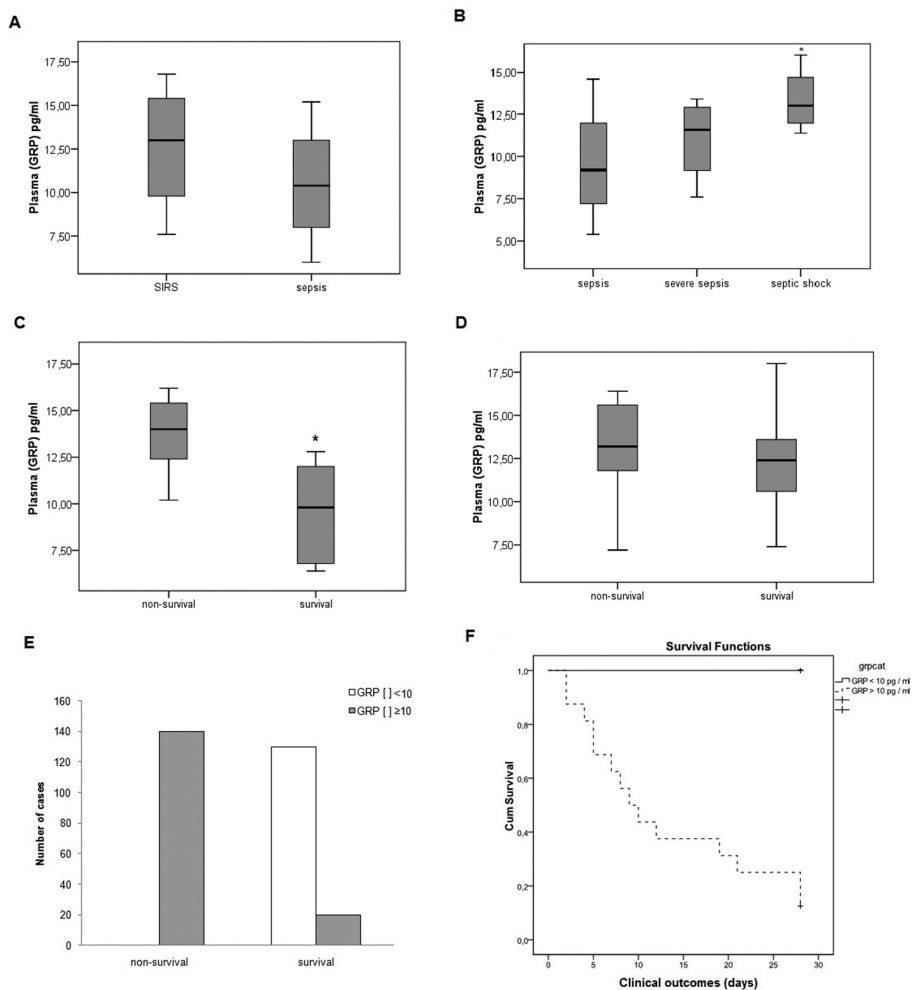 A
Plasma (GRP) pg/ml
17,50
15,00
12,50
10,00
7,50
SIRS
sepsis
B
Plasma (GRP) pg/ml
15,00
12,50
10,00
7,50
5,00
*
sepsis
severe sepsis
septic shock
C
Plasma (GRP) pg/ml
17,50
15,00
10,00
7,50
*
non-survival
survival
D
Plasma (GRP) pg/ml
17,50
15,00
12,50
10,00
7,50
non-survival
survival
E
Number of cases
160
140
120
100
80
60
40
20
0
GRP [ ] <10
GRP [ ] ≥10
non-survival
survival
F
Survival Functions
Cum Survival
1,0
0,8
0,6
0,4
0,2
0,0
0
5
10
15
20
25
30
Clinical outcomes (days)
grpcat
GRP < 10 pg / ml
GRP > 10 pg / ml